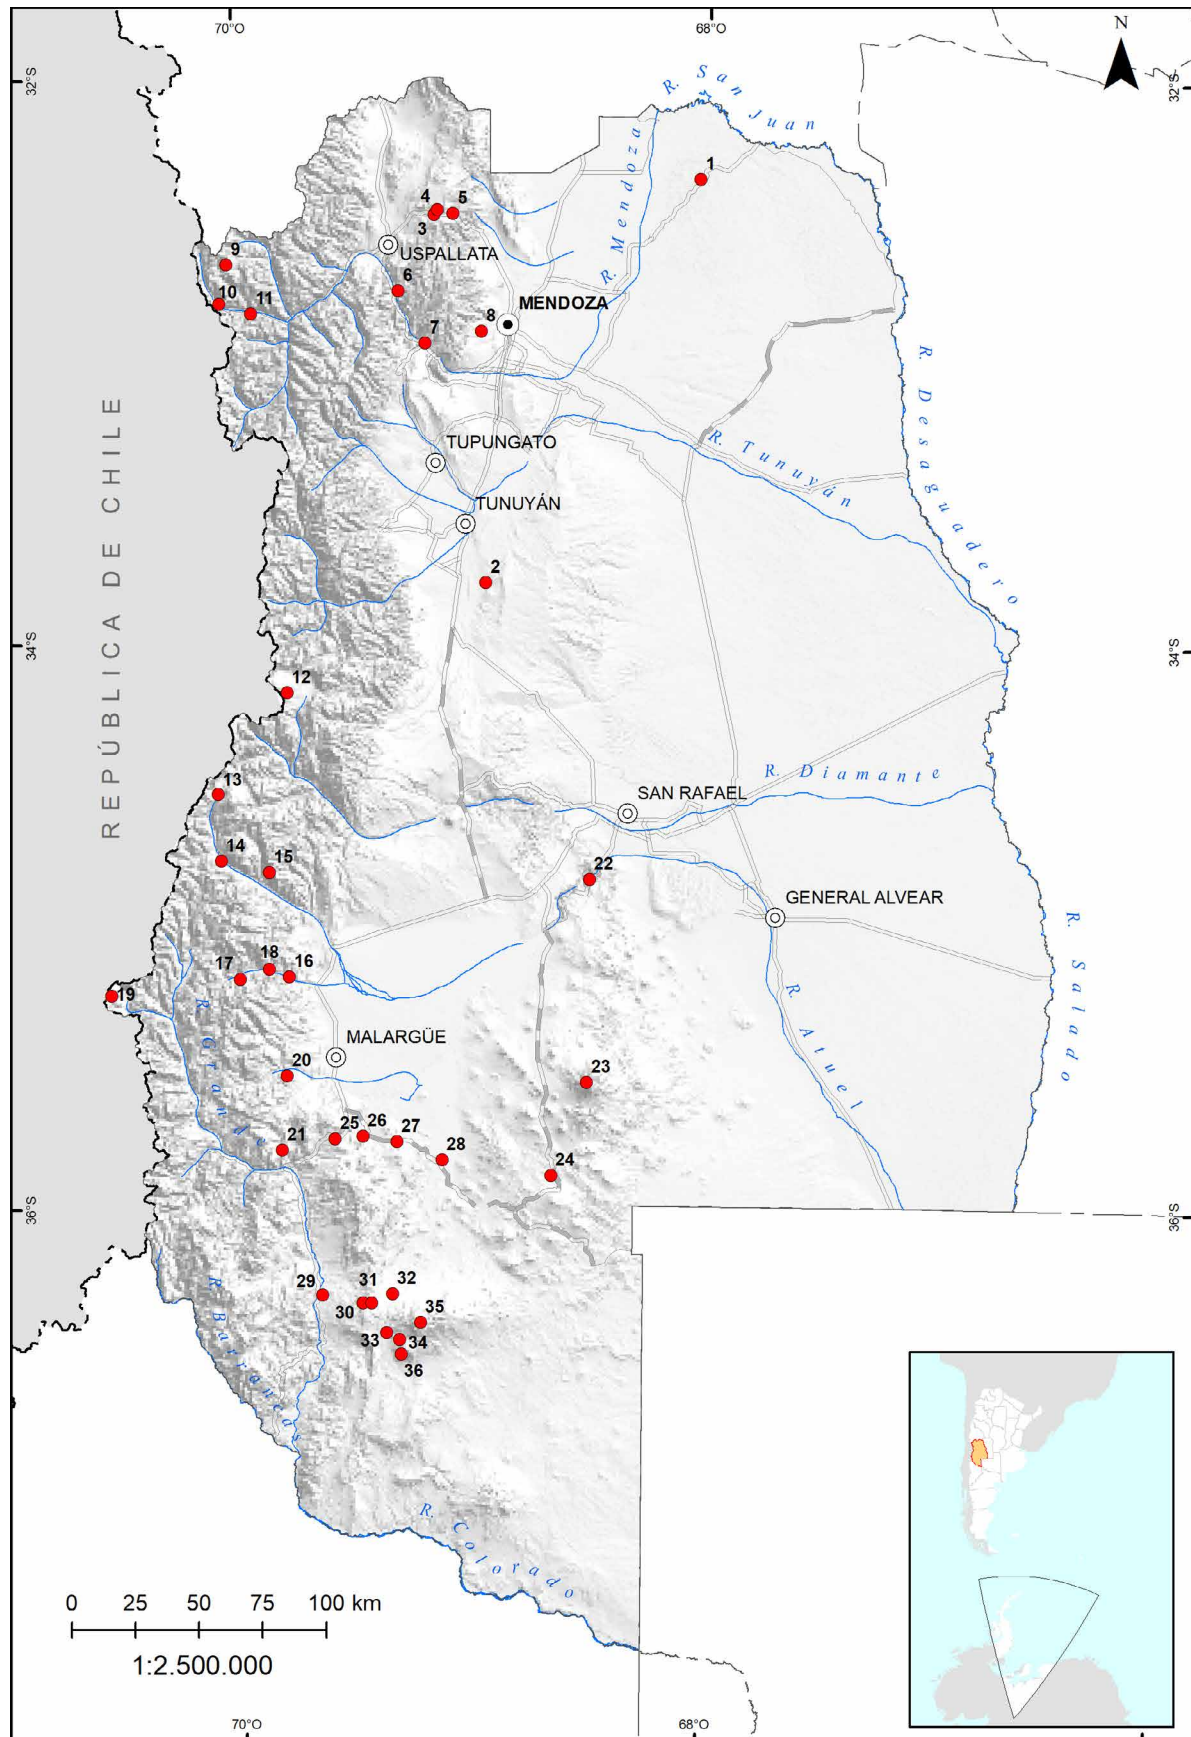 70°O
68°O
N
32°S
32°S
R. San Juan
R. Mendoza
1
4
5
3
USPALLATA
9
6
10
11
MENDOZA
8
7
R. Desaguadero
REPÚBLICA DE CHILE
TUPUNGATO
R. Tunuyán
TUNUYÁN
2
34°S
34°S
12
R. Diamante
13
SAN RAFAEL
14
15
22
GENERAL ALVEAR
R. Salado
18
17
16
19
R. Grande
R. Atuel
MALARGÜE
20
23
25
26
27
21
28
24
36°S
36°S
R. Barrancas
29
31
32
30
35
33
34
36
R. Colorado
0 25 50 75 100 km
1:2.500.000
70°O
68°O